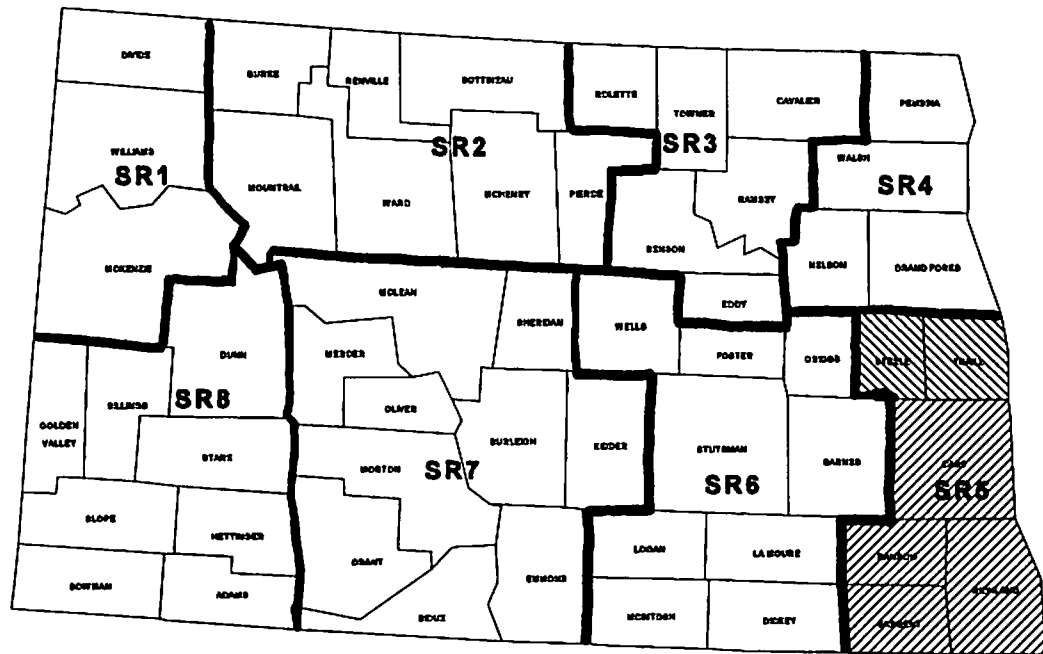 DIVIDE
BURKE
RENVILLE
BOTTINEAU
ROLETTE
TOWNER
CAVALIER
PEMBINA
WILLIAMS
SR1
MOUNTRAIL
SR2
WARD
MCHENRY
PIERCE
SR3
RAMSEY
BENSON
WALSH
SR4
NELSON
GRAND FORKS
MCKENZIE
DUNN
MCLEAN
SHERIDAN
WELLS
EDDY
FOSTER
GRIGGS
STEELE
TRAILL
GOLDEN
VALLEY
BILLINGS
SR8
STARK
MERCER
OLIVER
BURLEIGH
KIDDER
STUTSMAN
SR6
BARNES
CASS
SR5
MORTON
SR7
SLOPE
HETTINGER
GRANT
EMMONS
LOGAN
LA MOURE
RANSOM
RICHLAND
BOWMAN
ADAMS
SIOUX
MCINTOSH
DICKEY
SARGENT